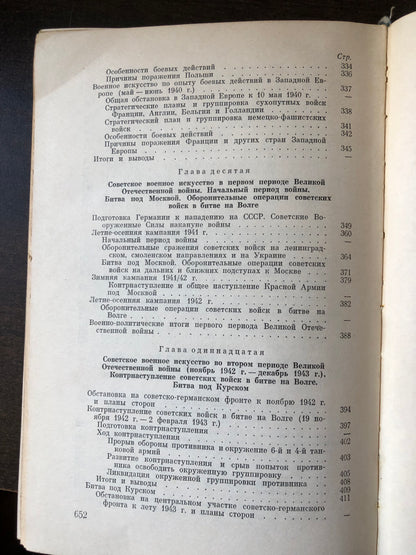 Стр.
Особенности боевых действий . . . . . . . . . . 334
Причины поражения Польши . . . . . . . . . . 336
Военное искусство по опыту боевых действий в Западной Ев-
ропе (май — июнь 1940 г.) . . . . . . . . . . 337
Общая обстановка в Западной Европе к 10 мая 1940 г. . —
Стратегические планы и группировка сухопутных войск
Франции, Англии, Бельгии и Голландии . . . . . 338
Стратегический план и группировка немецко-фашистских
войск . . . . . . . . . . 341
Особенности боевых действий . . . . . . . . . . 342
Причины поражения Франции и других стран Западной
Европы . . . . . . . . . . 345
Итоги и выводы . . . . . . . . . . —
Глава десятая
Советское военное искусство в первом периоде Великой
Отечественной войны. Начальный период войны.
Битва под Москвой. Оборонительные операции советских
войск в битве на Волге
Подготовка Германии к нападению на СССР. Советские Во-
оруженные Силы накануне войны . . . . . . . . 349
Летне-осенняя кампания 1941 г. . . . . . . . . . 360
Начальный период войны . . . . . . . . . . —
Оборонительные сражения советских войск на ленинград-
ском, смоленском направлениях и на Украине . . . 364
Битва под Москвой. Оборонительные операции советских
войск на дальних и ближних подступах к Москве . . 371
Зимняя кампания 1941/42 г. . . . . . . . . . 379
Контрнаступление и общее наступление Красной Армии
под Москвой . . . . . . . . . . —
Летне-осенняя кампания 1942 г. . . . . . . . . . 382
Оборонительные операции советских войск в битве на
Волге . . . . . . . . . . —
Военно-политические итоги первого периода Великой Отече-
ственной войны . . . . . . . . . . 388
Глава одиннадцатая
Советское военное искусство во втором периоде Великой
Отечественной войны (ноябрь 1942 г. — декабрь 1943 г.).
Контрнаступление советских войск в битве на Волге.
Битва под Курском
Обстановка на советско-германском фронте к ноябрю 1942 г.
и планы сторон . . . . . . . . . . 394
Контрнаступление советских войск в битве на Волге (19 но-
ября 1942 г. — 2 февраля 1943 г.) . . . . . . . 397
Подготовка контрнаступления . . . . . . . . . . —
Ход контрнаступления . . . . . . . . . . 402
Прорыв обороны противника и окружение 6-й и 4-й тан-
ковой армий . . . . . . . . . . 403
Развитие контрнаступления и срыв попыток против-
ника освободить окруженную группировку . . . . 405
Ликвидация окруженной группировки противника . . 408
Итоги и выводы . . . . . . . . . . 409
Битва под Курском . . . . . . . . . . 411
Обстановка на центральном участке советско-германского
фронта к лету 1943 г. и планы сторон . . . . . —
652